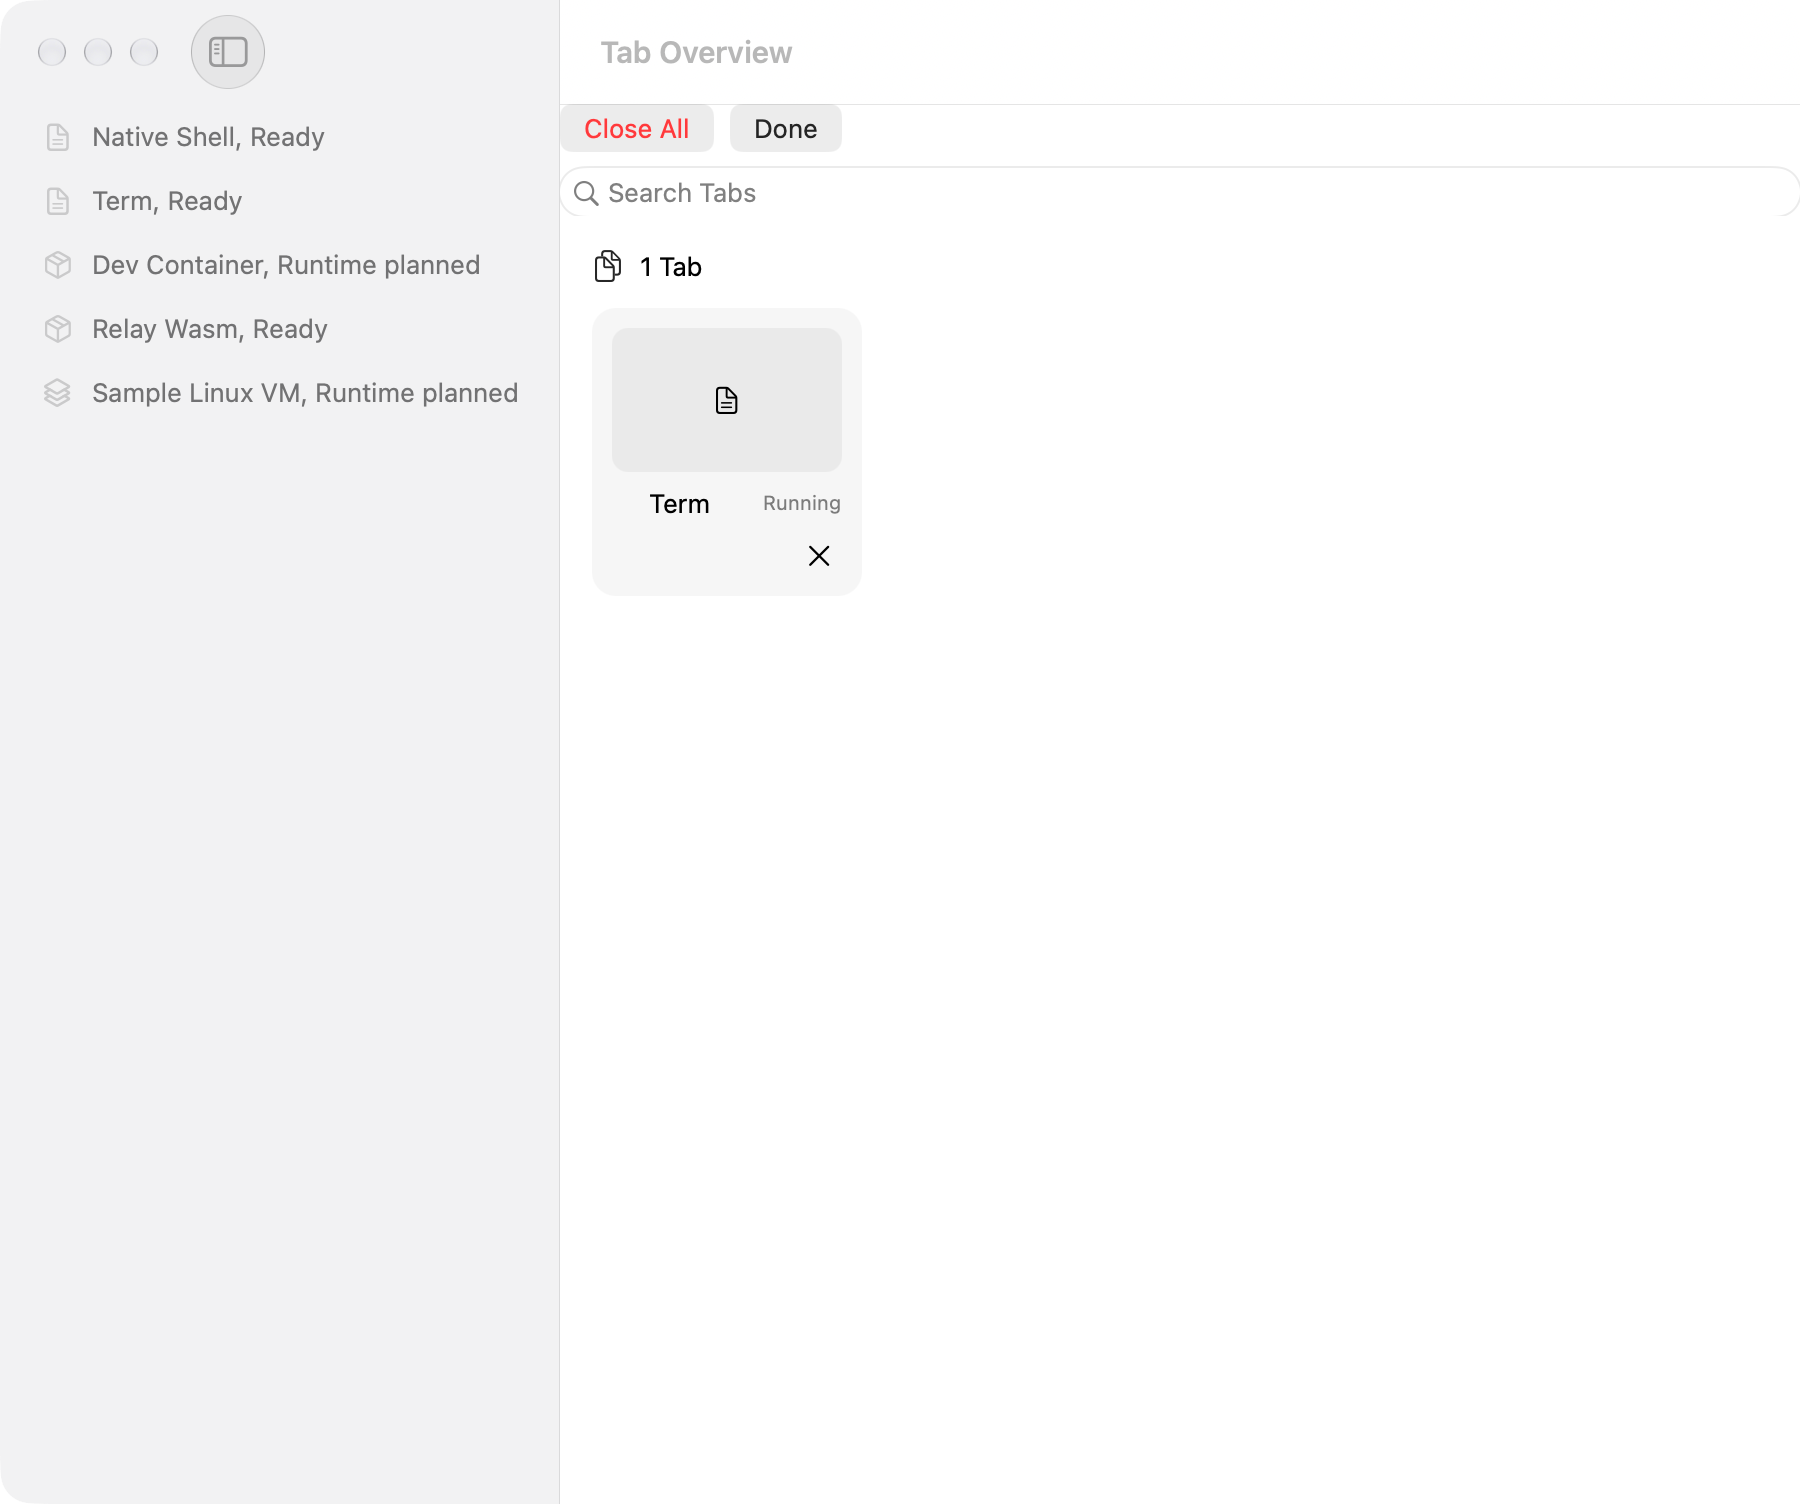 Tab Overview
Native Shell, Ready
Term, Ready
Dev Container, Runtime planned
Relay Wasm, Ready
Sample Linux VM, Runtime planned
Close All
Done
Search Tabs
1 Tab
Term
Running